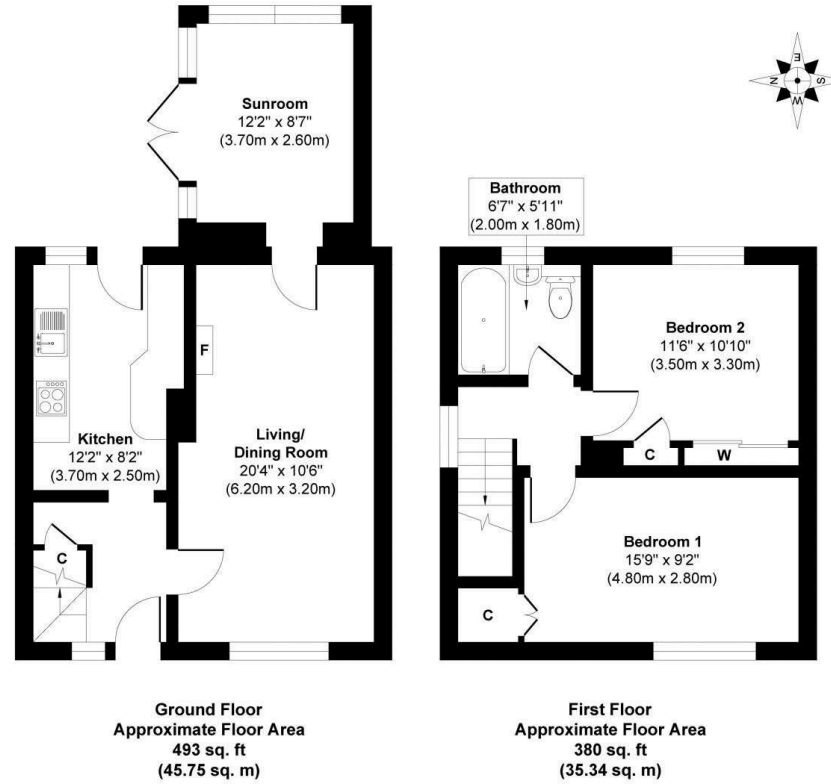 Sunroom
12'2" x 8'7"
(3.70m x 2.60m)
E
N
S
W
Bathroom
6'7" x 5'11"
(2.00m x 1.80m)
F
Kitchen
12'2" x 8'2"
(3.70m x 2.50m)
Living/
Dining Room
20'4" x 10'6"
(6.20m x 3.20m)
C
Bedroom 2
11'6" x 10'10"
(3.50m x 3.30m)
C
W
Bedroom 1
15'9" x 9'2"
(4.80m x 2.80m)
C
Ground Floor
Approximate Floor Area
493 sq. ft
(45.75 sq. m)
First Floor
Approximate Floor Area
380 sq. ft
(35.34 sq. m)